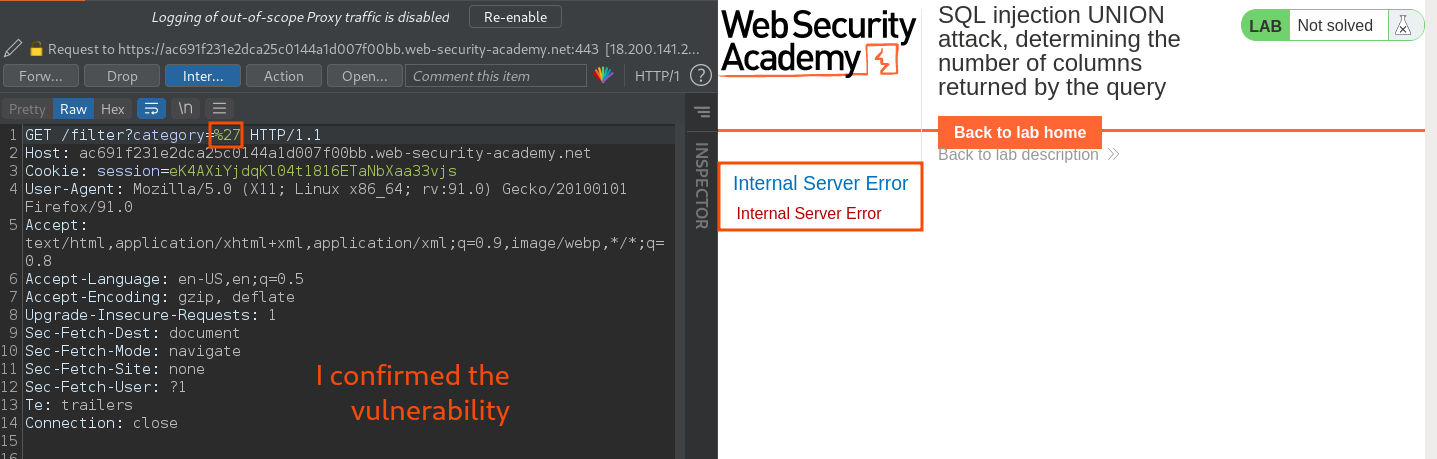 Logging of out-of-scope Proxy traffic is disabled
Re-enable
Request to https://ac691f231e2dca25c0144a1d007f00bb.web-security-academy.net:443 [18.200.141.2...
Forw...
Drop
Inter...
Action
Open...
Comment this item
HTTP/1
?
Pretty
Raw
Hex
\n
INSPECTOR
1 GET /filter?category=%27 HTTP/1.1
2 Host: ac691f231e2dca25c0144a1d007f00bb.web-security-academy.net
3 Cookie: session=eK4AXiYjdqKl04t1816ETaNbXaa33vjs
4 User-Agent: Mozilla/5.0 (X11; Linux x86_64; rv:91.0) Gecko/20100101
Firefox/91.0
5 Accept:
text/html,application/xhtml+xml,application/xml;q=0.9,image/webp,*/*;q=
0.8
6 Accept-Language: en-US,en;q=0.5
7 Accept-Encoding: gzip, deflate
8 Upgrade-Insecure-Requests: 1
9 Sec-Fetch-Dest: document
10 Sec-Fetch-Mode: navigate
11 Sec-Fetch-Site: none
12 Sec-Fetch-User: ?1
13 Te: trailers
14 Connection: close
15
16
I confirmed the
vulnerability
Web Security
Academy
SQL injection UNION
attack, determining the
number of columns
returned by the query
LAB
Not solved
Back to lab home
Back to lab description
Internal Server Error
Internal Server Error